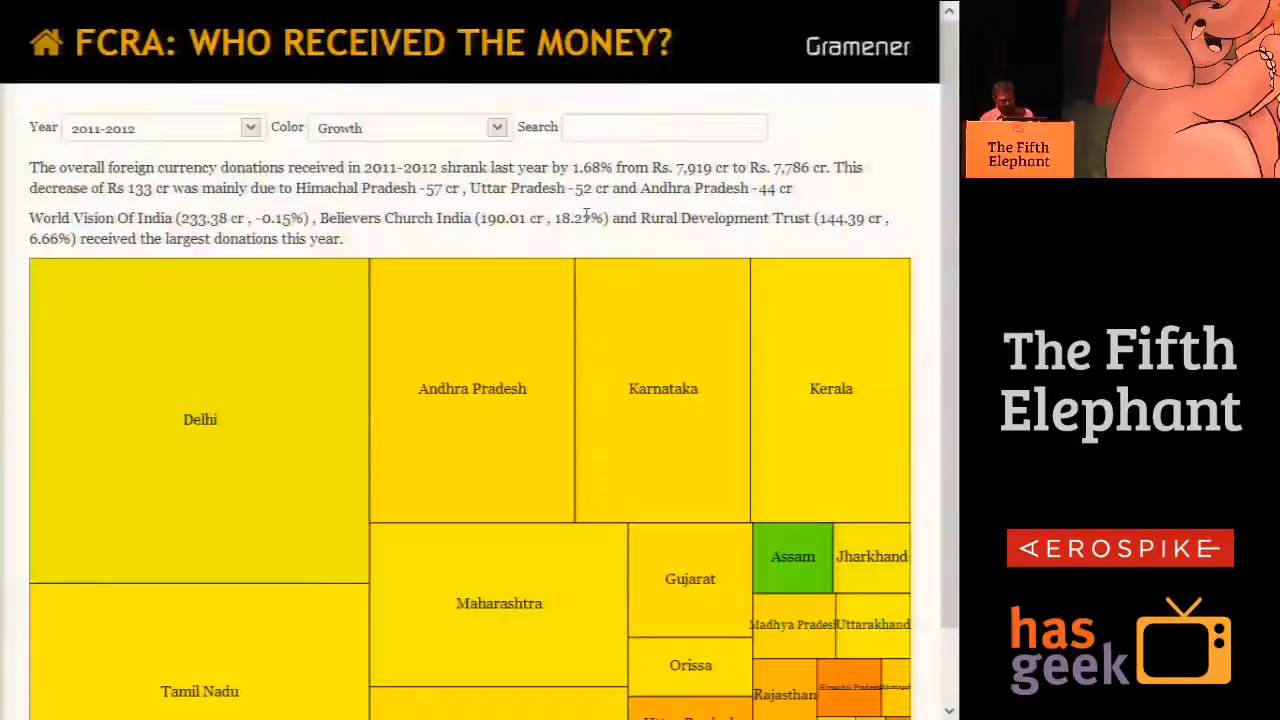 FCRA: WHO RECEIVED THE MONEY?
Gramener
Year 2011-2012 Color Growth Search
The overall foreign currency donations received in 2011-2012 shrank last year by 1.68% from Rs. 7,919 cr to Rs. 7,786 cr. This
decrease of Rs 133 cr was mainly due to Himachal Pradesh -57 cr , Uttar Pradesh -52 cr and Andhra Pradesh -44 cr
World Vision Of India (233.38 cr , -0.15%) , Believers Church India (190.01 cr , 18.27%) and Rural Development Trust (144.39 cr ,
6.66%) received the largest donations this year.
Delhi
Andhra Pradesh
Karnataka
Kerala
Tamil Nadu
Maharashtra
Gujarat
Orissa
Uttar Pradesh
Assam
Jharkhand
Madhya Pradesh
Uttarakhand
Rajasthan
Himachal Pradesh
The Fifth
Elephant
The Fifth
Elephant
AEROSPIKE
has
geek